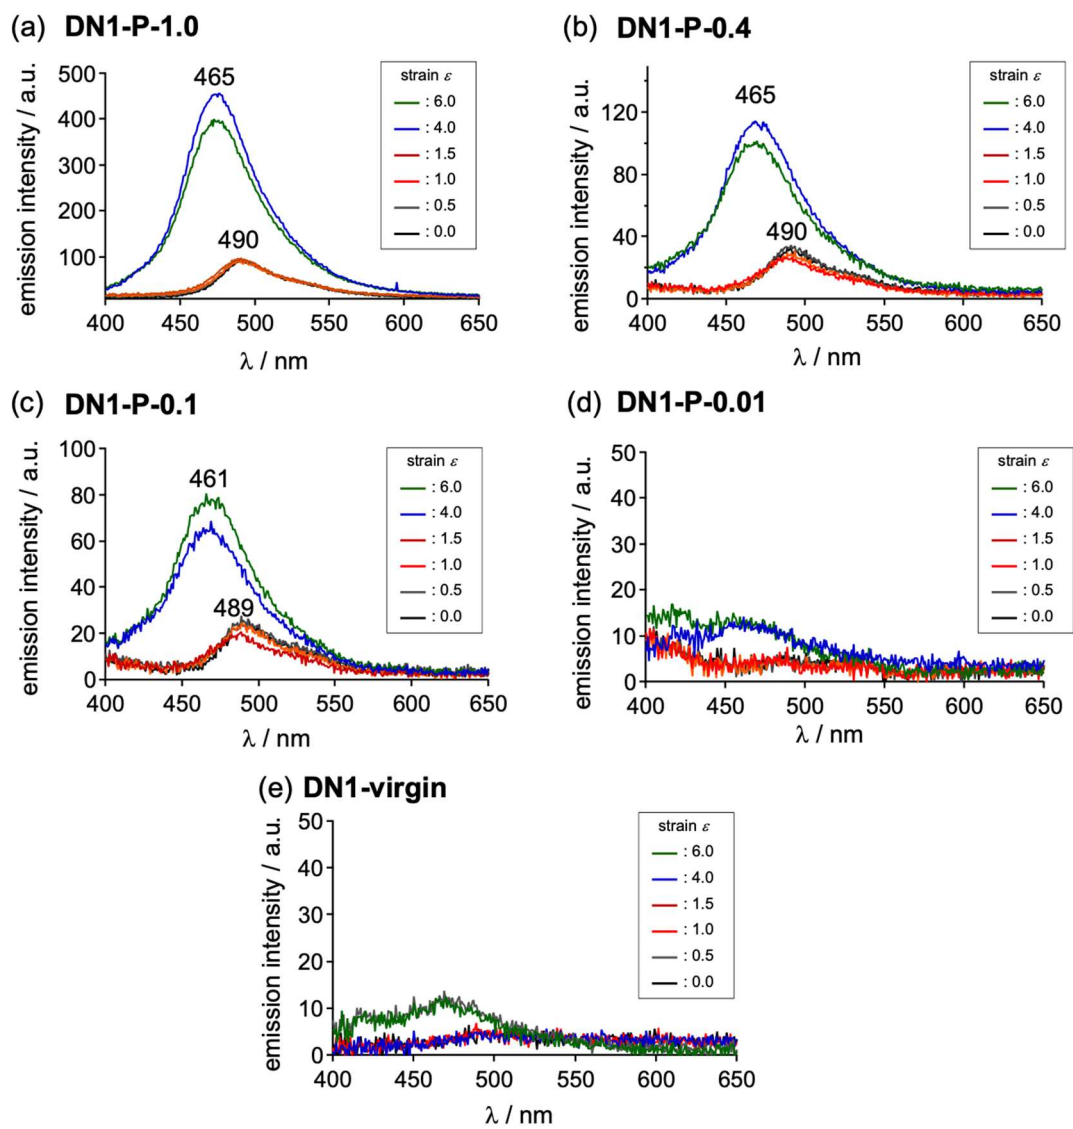 (a) DN1-P-1.0
emission intensity / a.u.
500
400
300
200
100
465
490
strain ε
: 6.0
: 4.0
: 1.5
: 1.0
: 0.5
: 0.0
400 450 500 550 600 650
λ / nm
(b) DN1-P-0.4
emission intensity / a.u.
120
80
40
0
465
490
strain ε
: 6.0
: 4.0
: 1.5
: 1.0
: 0.5
: 0.0
400 450 500 550 600 650
λ / nm
(c) DN1-P-0.1
emission intensity / a.u.
100
80
60
40
20
0
461
489
strain ε
: 6.0
: 4.0
: 1.5
: 1.0
: 0.5
: 0.0
400 450 500 550 600 650
λ / nm
(d) DN1-P-0.01
emission intensity / a.u.
50
40
30
20
10
0
strain ε
: 6.0
: 4.0
: 1.5
: 1.0
: 0.5
: 0.0
400 450 500 550 600 650
λ / nm
(e) DN1-virgin
emission intensity / a.u.
50
40
30
20
10
0
strain ε
: 6.0
: 4.0
: 1.5
: 1.0
: 0.5
: 0.0
400 450 500 550 600 650
λ / nm